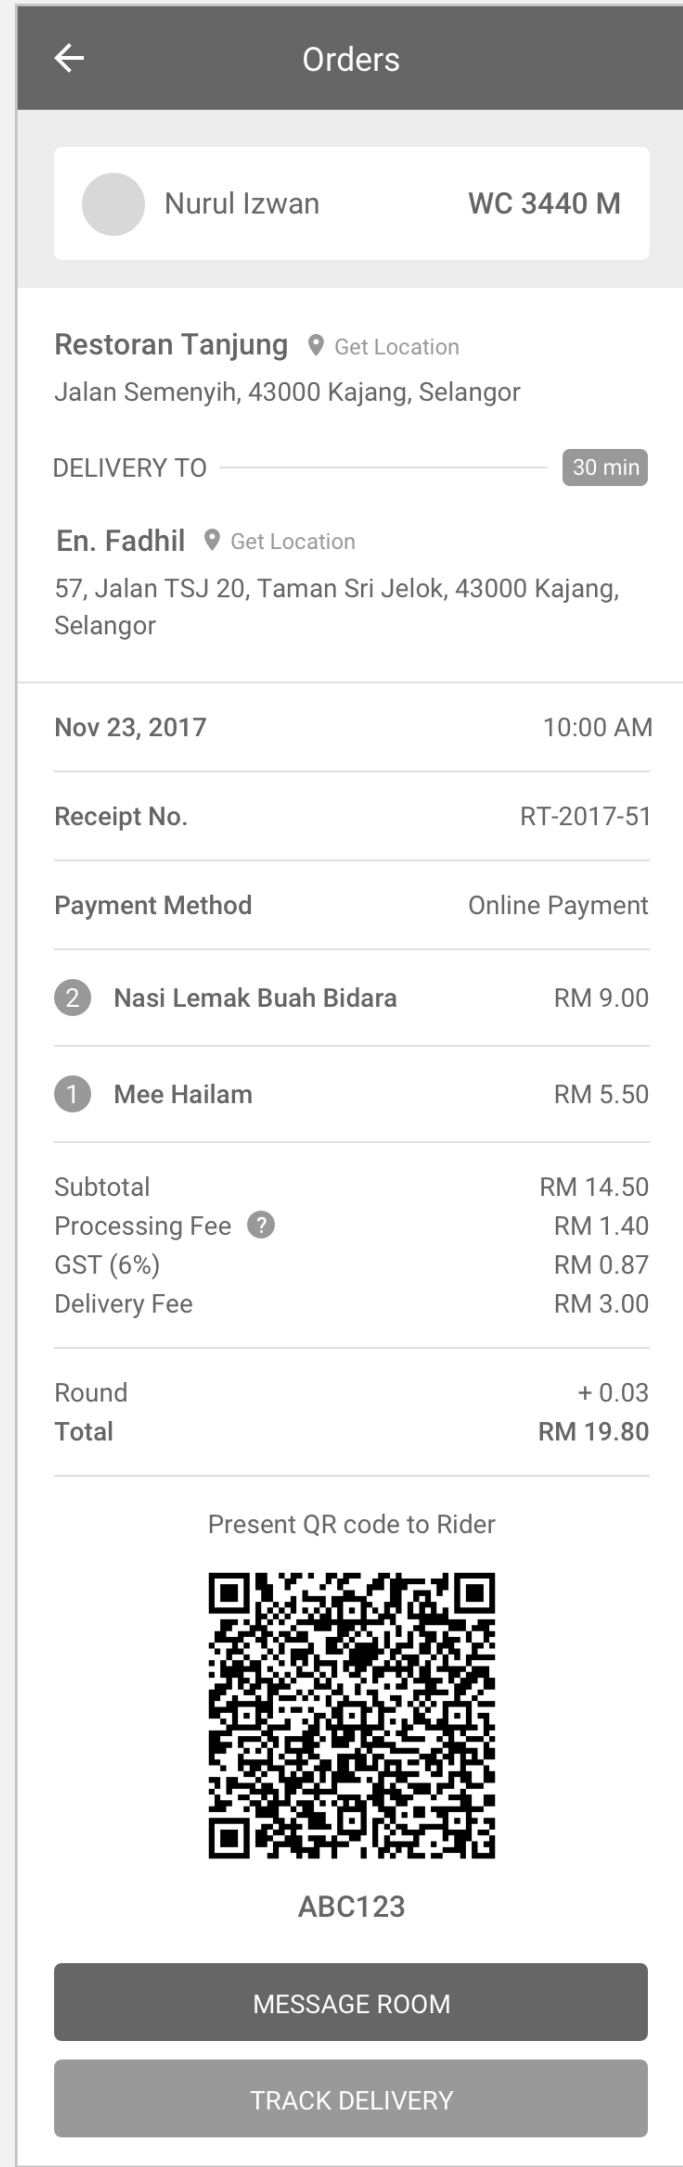 Orders
Nurul Izwan WC 3440 M
Restoran Tanjung Get Location
Jalan Semenyih, 43000 Kajang, Selangor
DELIVERY TO 30 min
En. Fadhil Get Location
57, Jalan TSJ 20, Taman Sri Jelok, 43000 Kajang,
Selangor
Nov 23, 2017 10:00 AM
Receipt No. RT-2017-51
Payment Method Online Payment
2 Nasi Lemak Buah Bidara RM 9.00
1 Mee Hailam RM 5.50
Subtotal RM 14.50
Processing Fee ? RM 1.40
GST (6%) RM 0.87
Delivery Fee RM 3.00
Round + 0.03
Total RM 19.80
Present QR code to Rider
ABC123
MESSAGE ROOM
TRACK DELIVERY